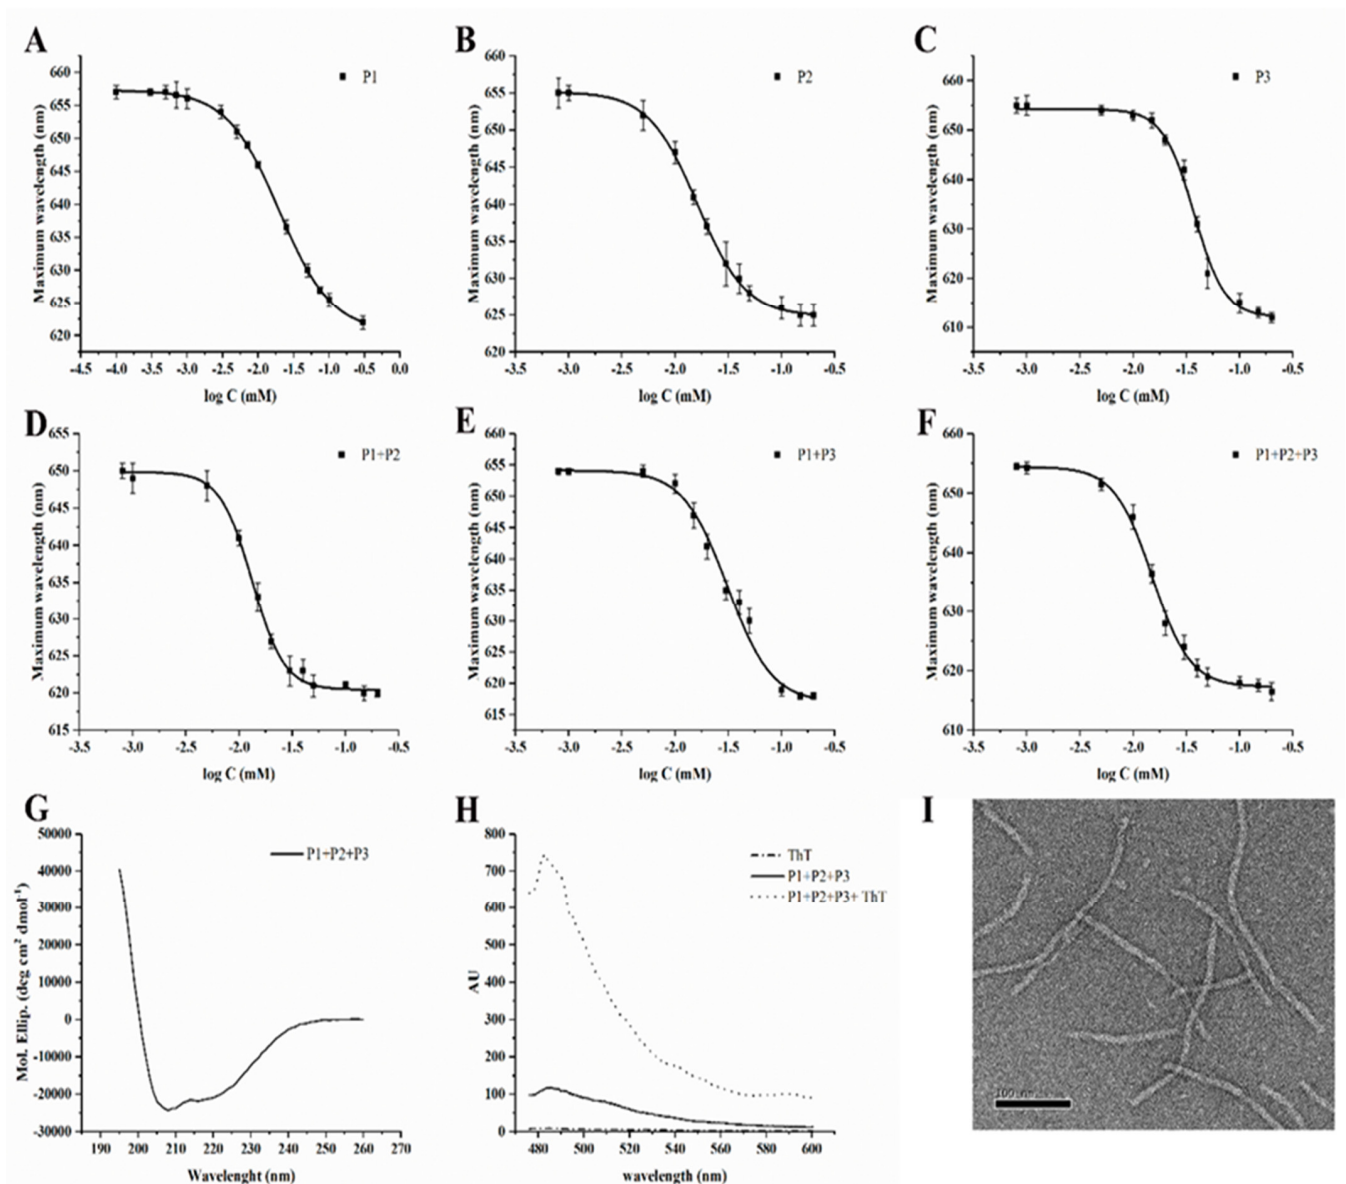 A
P1
Maximum wavelength (nm)
660
655
650
645
640
635
630
625
620
-4.5 -4.0 -3.5 -3.0 -2.5 -2.0 -1.5 -1.0 -0.5 0.0
log C (mM)
B
P2
Maximum wavelength (nm)
660
655
650
645
640
635
630
625
620
-3.5 -3.0 -2.5 -2.0 -1.5 -1.0 -0.5
log C (mM)
C
P3
Maximum wavelength (nm)
660
650
640
630
620
610
-3.5 -3.0 -2.5 -2.0 -1.5 -1.0 -0.5
log C (mM)
D
P1+P2
Maximum wavelength (nm)
655
650
645
640
635
630
625
620
615
-3.5 -3.0 -2.5 -2.0 -1.5 -1.0 -0.5
log C (mM)
E
P1+P3
Maximum wavelength (nm)
660
655
650
645
640
635
630
625
620
615
-3.5 -3.0 -2.5 -2.0 -1.5 -1.0 -0.5
log C (mM)
F
P1+P2+P3
Maximum wavelength (nm)
660
650
640
630
620
610
-3.5 -3.0 -2.5 -2.0 -1.5 -1.0 -0.5
log C (mM)
G
P1+P2+P3
Mol. Ellip. (deg cm² dmol⁻¹)
50000
40000
30000
20000
10000
0
-10000
-20000
-30000
190 200 210 220 230 240 250 260 270
Wavelenght (nm)
H
ThT
P1+P2+P3
P1+P2+P3+ ThT
AU
800
700
600
500
400
300
200
100
0
480 500 520 540 560 580 600
wavelength (nm)
I
100 nm